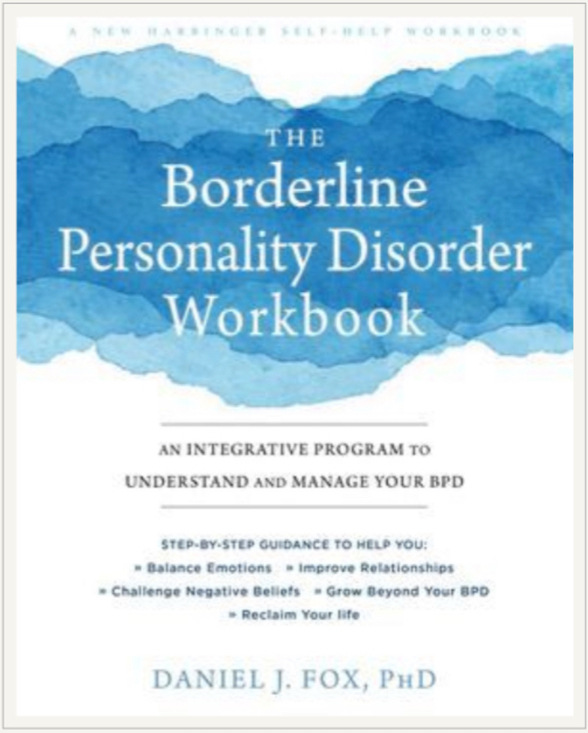 A NEW HARBINGER SELF-HELP WORKBOOK
THE
Borderline
Personality Disorder
Workbook
AN INTEGRATIVE PROGRAM TO
UNDERSTAND AND MANAGE YOUR BPD
STEP-BY-STEP GUIDANCE TO HELP YOU:
» Balance Emotions » Improve Relationships
» Challenge Negative Beliefs » Grow Beyond Your BPD
» Reclaim Your life
DANIEL J. FOX, PHD